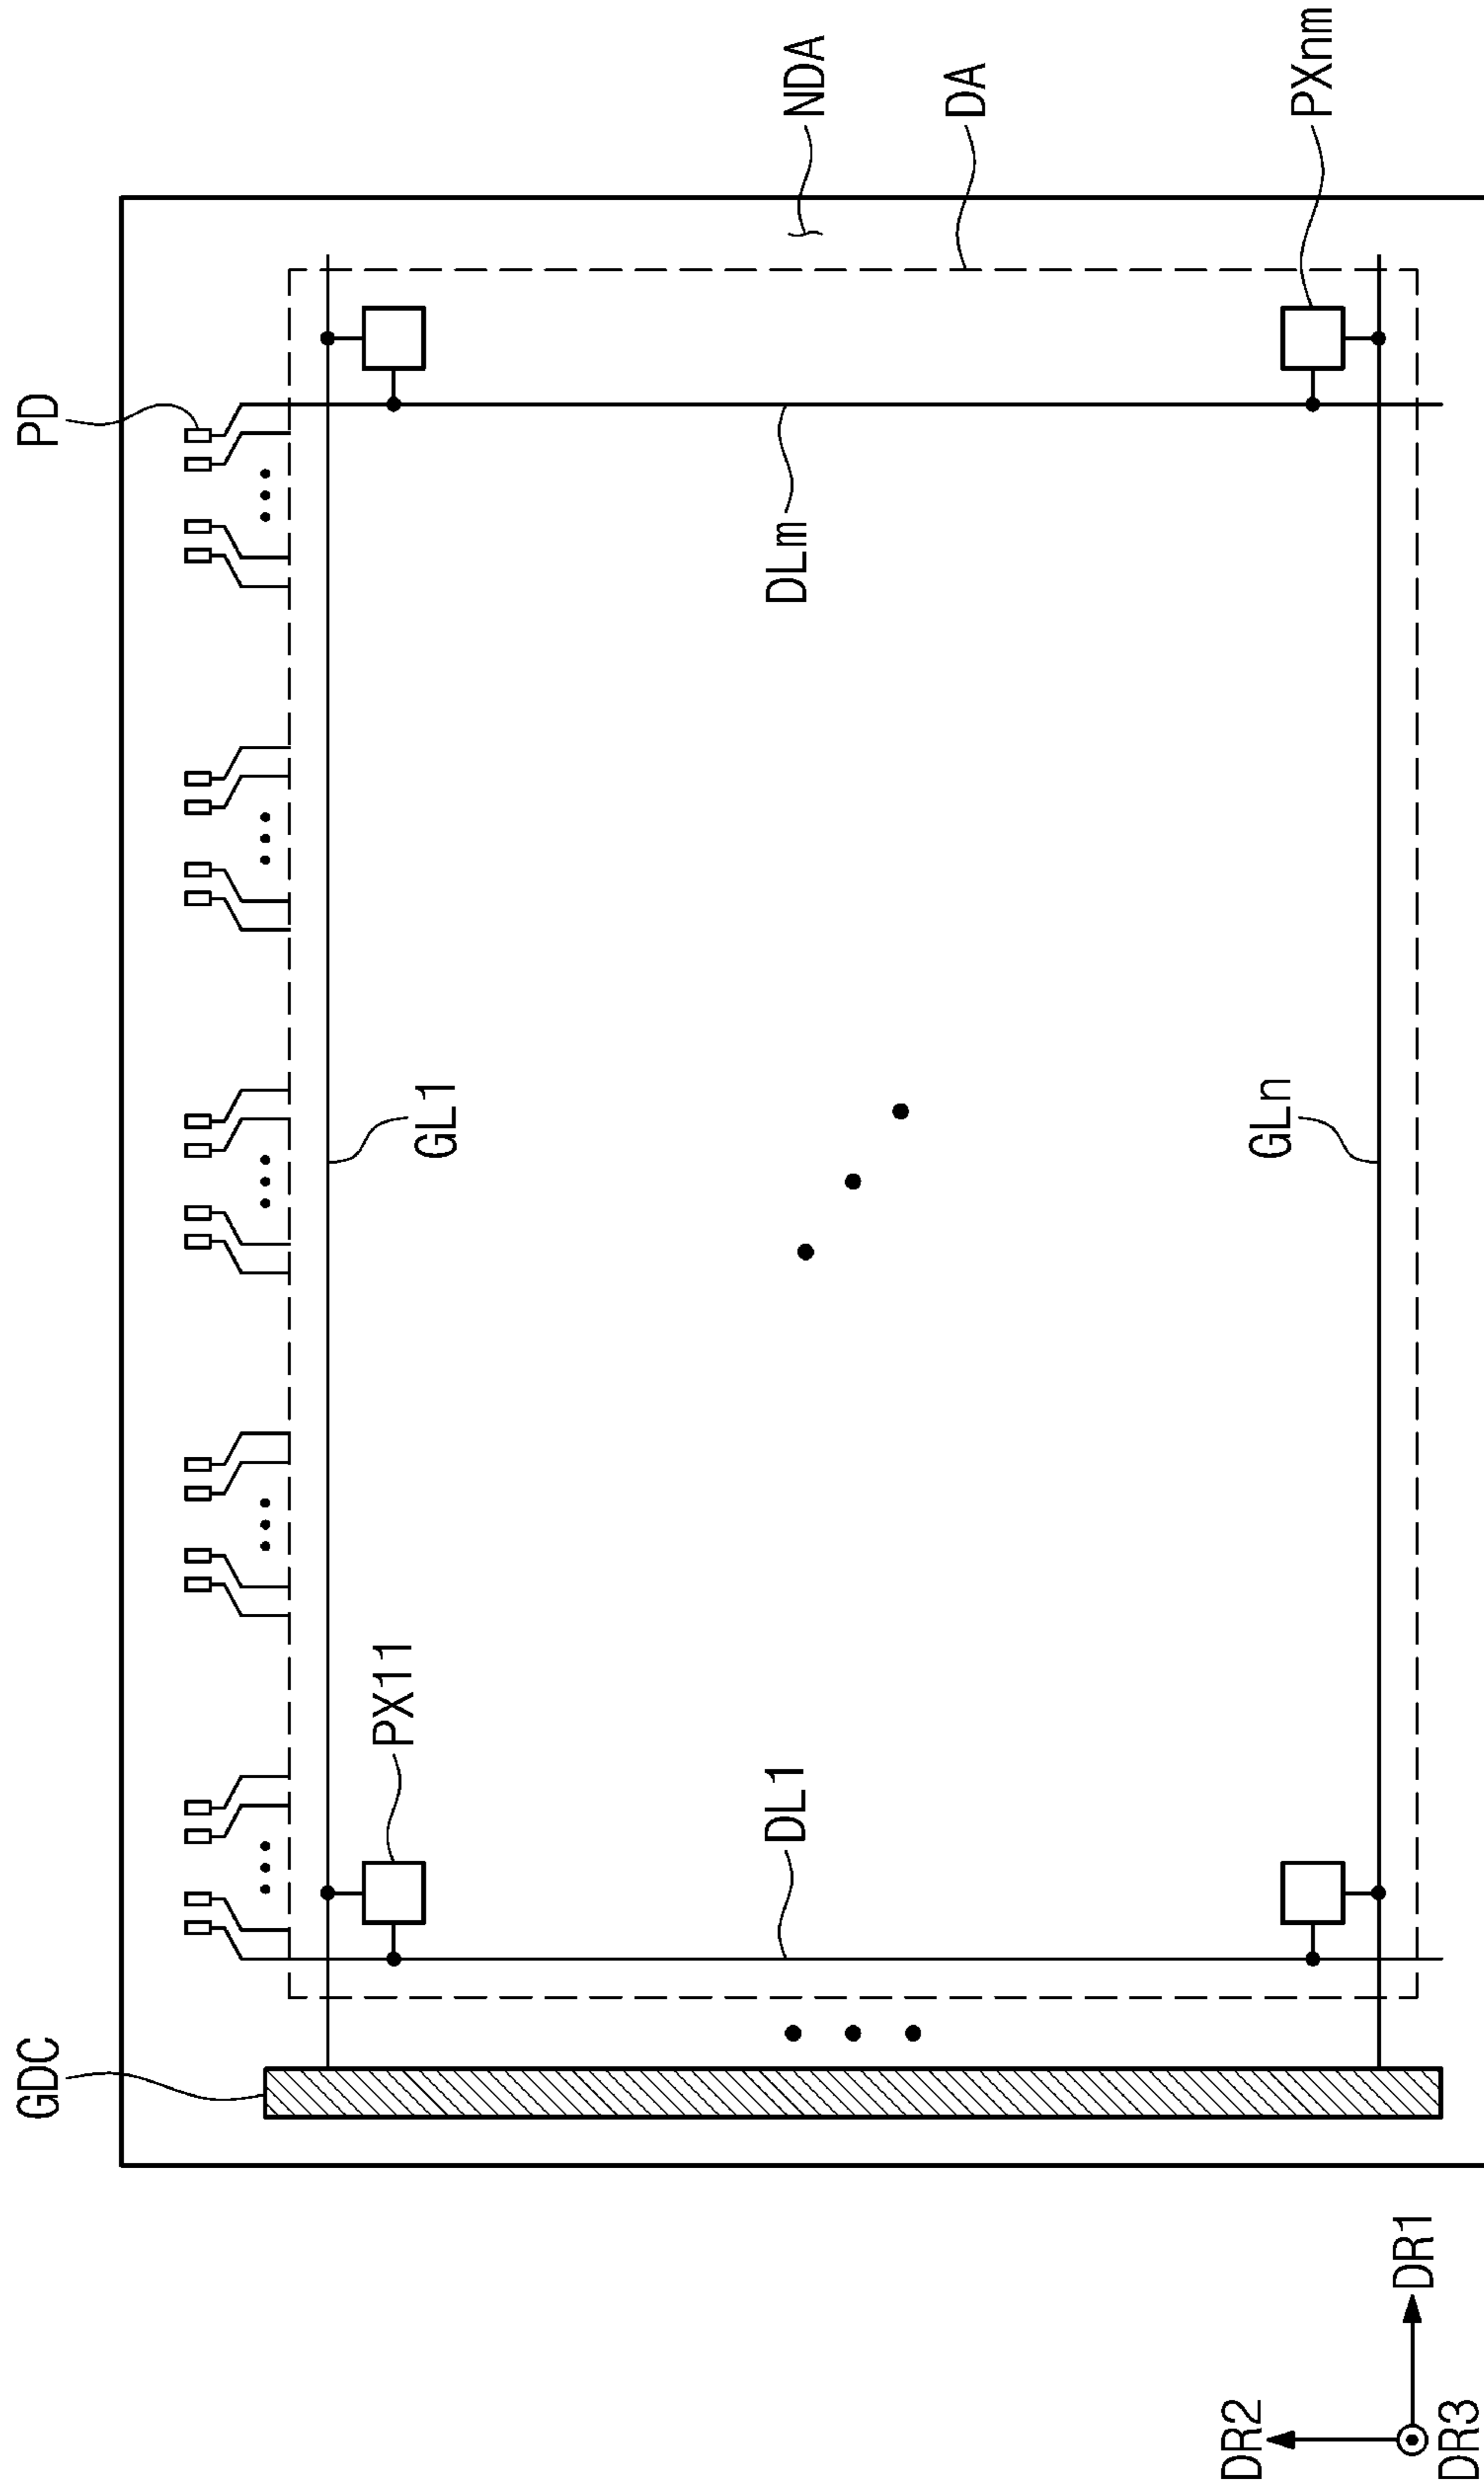 GDC
PD
PX11
GL1
NDA
DL1
DLm
DA
GLn
PXnm
DR2
DR3
DR1